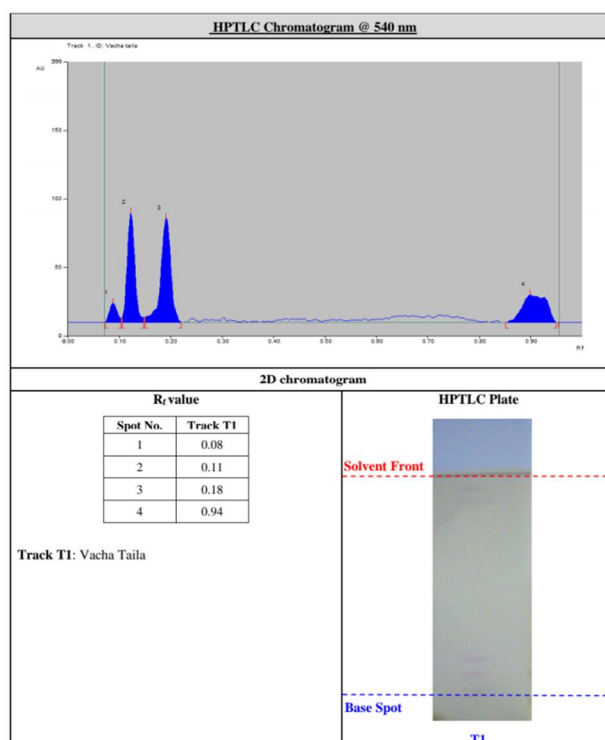 HPTLC Chromatogram @ 540 nm
Track 1 , ID: Vacha taila
AU
200
150
100
50
0
1
2
3
4
0.00 0.10 0.20 0.30 0.40 0.50 0.60 0.70 0.80 0.90
Rf
2D chromatogram
Rf value
Spot No. Track T1
1 0.08
2 0.11
3 0.18
4 0.94
Track T1: Vacha Taila
HPTLC Plate
Solvent Front
Base Spot
T1